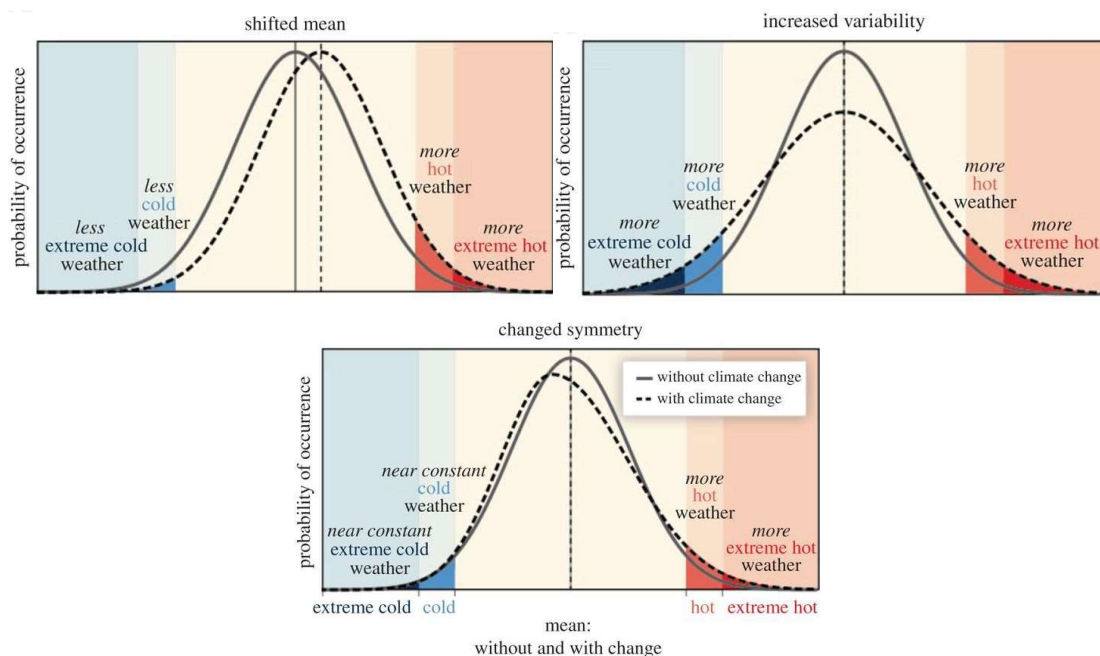 shifted mean
probability of occurrence
less
extreme cold
weather
less
cold
weather
more
hot
weather
more
extreme hot
weather
increased variability
probability of occurrence
more
extreme cold
weather
more
cold
weather
more
hot
weather
more
extreme hot
weather
changed symmetry
probability of occurrence
without climate change
with climate change
near constant
extreme cold
weather
near constant
cold
weather
more
hot
weather
more
extreme hot
weather
extreme cold
cold
hot
extreme hot
mean:
without and with change